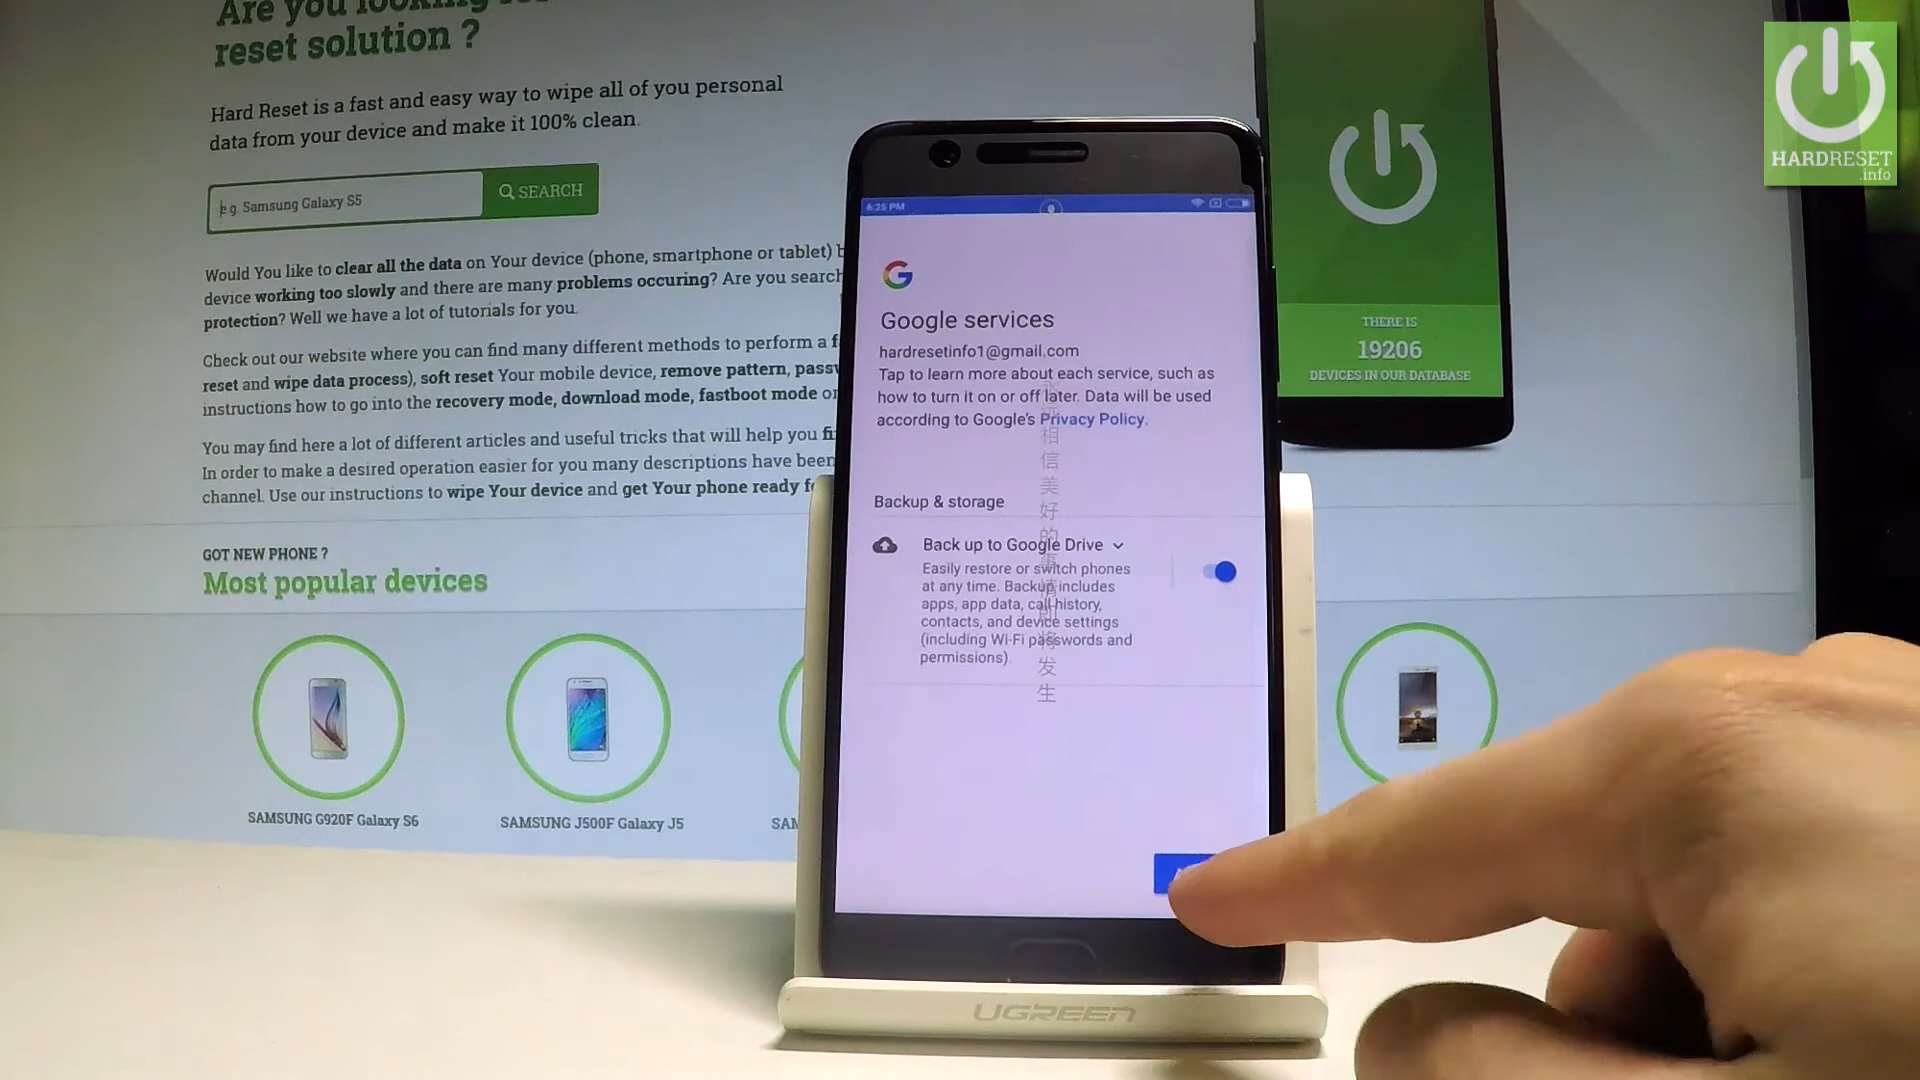 Are you looking
reset solution ?
Hard Reset is a fast and easy way to wipe all of you personal
data from your device and make it 100% clean.
e.g. Samsung Galaxy S5
SEARCH
Would You like to clear all the data on Your device (phone, smartphone or tablet)
device working too slowly and there are many problems occuring? Are you search
protection? Well we have a lot of tutorials for you.
Check out our website where you can find many different methods to perform a
reset and wipe data process), soft reset Your mobile device, remove pattern,
instructions how to go into the recovery mode, download mode, fastboot mode
You may find here a lot of different articles and useful tricks that will help you
In order to make a desired operation easier for you many descriptions have been
channel. Use our instructions to wipe Your device and get Your phone ready
GOT NEW PHONE ?
Most popular devices
SAMSUNG G920F Galaxy S6
SAMSUNG J500F Galaxy J5
SAM
THERE IS
19206
DEVICES IN OUR DATABASE
HARDRESET
.info
6:25 PM
G
Google services
hardresetinfo1@gmail.com
Tap to learn more about each service, such as
how to turn it on or off later. Data will be used
according to Google's Privacy Policy.
Backup & storage
Back up to Google Drive
Easily restore or switch phones
at any time. Backup includes
apps, app data, call history,
contacts, and device settings
(including Wi-Fi passwords and
permissions).
永远相信美好的事情即将发生
UGREEN